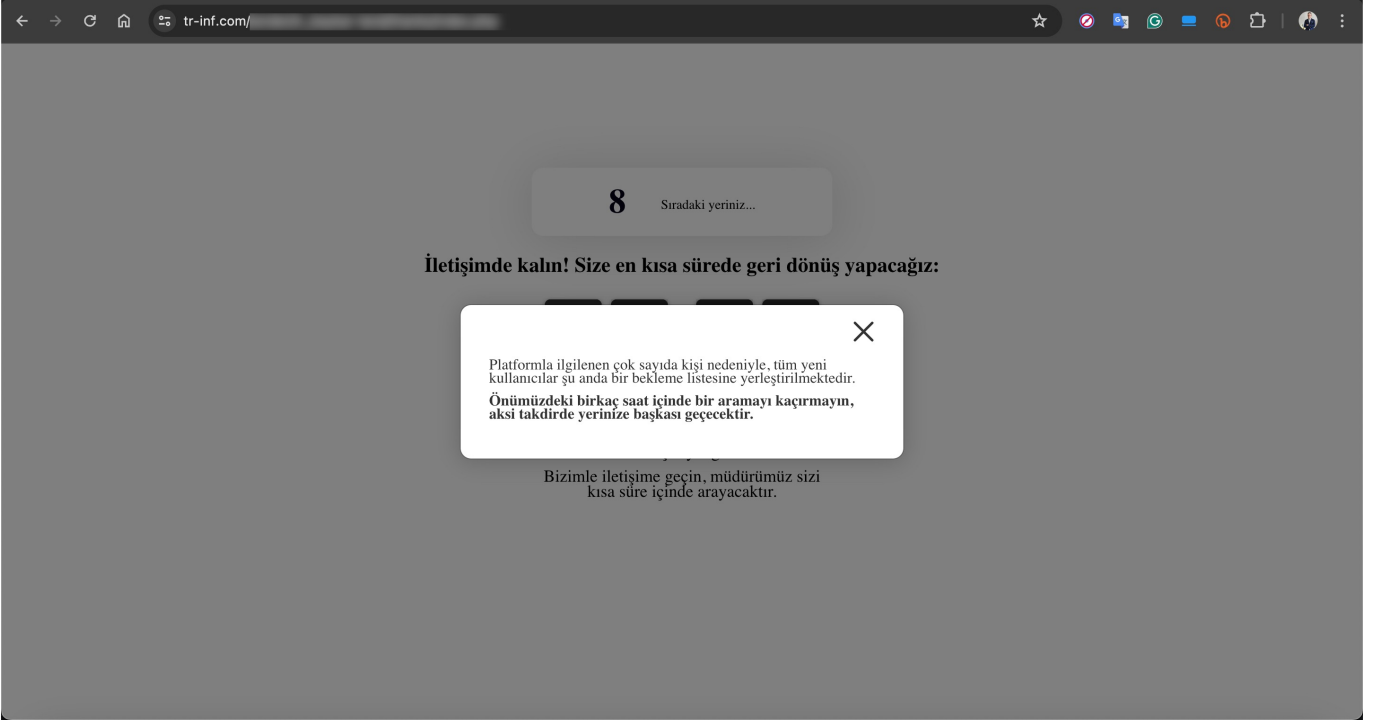 tr-inf.com/
8 Sıradaki yeriniz...
İletişimde kalın! Size en kısa sürede geri dönüş yapacağız:
Platformla ilgilenen çok sayıda kişi nedeniyle, tüm yeni
kullanıcılar şu anda bir bekleme listesine yerleştirilmektedir.
Önümüzdeki birkaç saat içinde bir aramayı kaçırmayın,
aksi takdirde yerinize başkası geçecektir.
Bizimle iletişime geçin, müdürümüz sizi
kısa süre içinde arayacaktır.